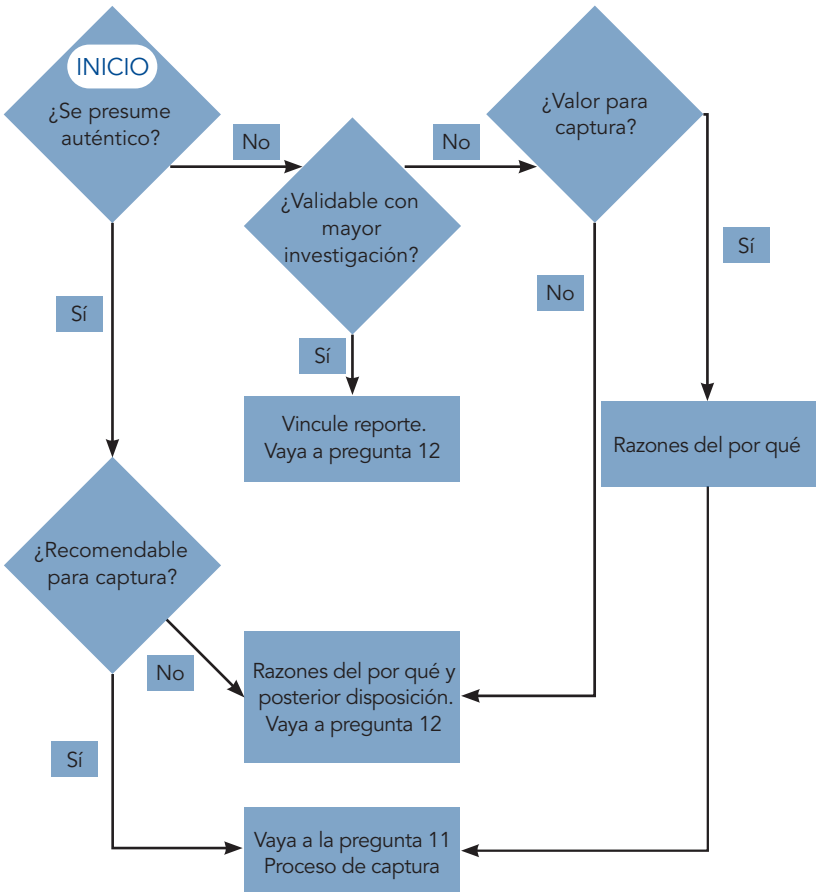 INICIO
¿Se presume
auténtico?
No
¿Validable con
mayor
investigación?
No
¿Valor para
captura?
Sí
No
Sí
Sí
Vincule reporte.
Vaya a pregunta 12
Razones del por qué
¿Recomendable
para captura?
No
Razones del por qué y
posterior disposición.
Vaya a pregunta 12
Sí
Vaya a la pregunta 11
Proceso de captura